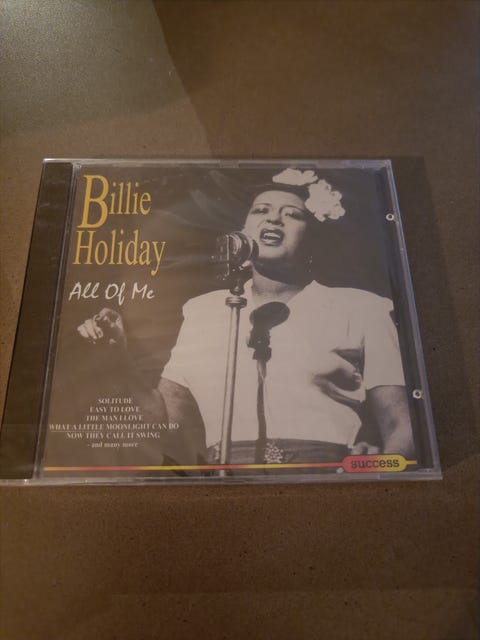 Billie
Holiday
All Of Me
SOLITUDE
EASY TO LOVE
THE MAN I LOVE
WHAT A LITTLE MOONLIGHT CAN DO
NOW THEY CALL IT SWING
~and many more
success